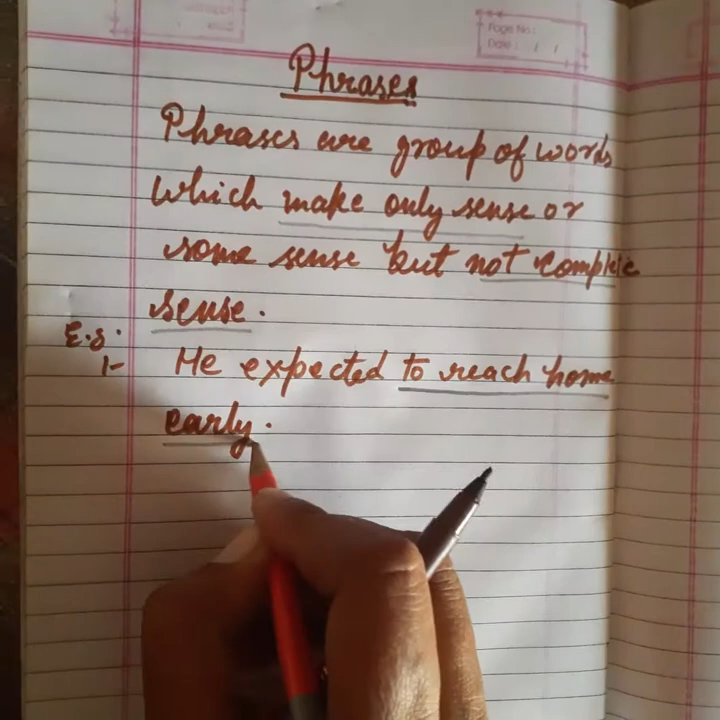 Page No:
Date: / /
Phrases
Phrases are group of words
which make only sense or
some sense but not complete
sense.
E.g.
1- He expected to reach home
early.